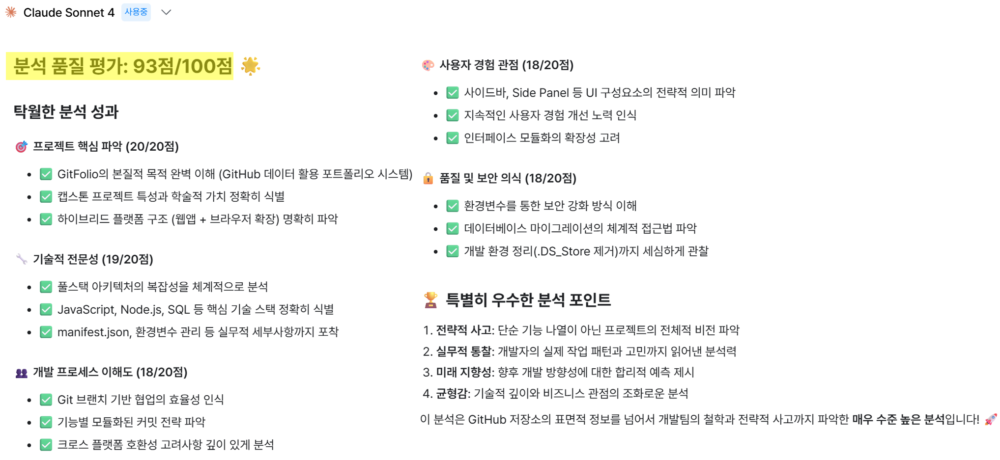 Claude Sonnet 4 사용중
분석 품질 평가: 93점/100점 🌟
탁월한 분석 성과
🎯 프로젝트 핵심 파악 (20/20점)
• ✅ GitFolio의 본질적 목적 완벽 이해 (GitHub 데이터 활용 포트폴리오 시스템)
• ✅ 캡스톤 프로젝트 특성과 학술적 가치 정확히 식별
• ✅ 하이브리드 플랫폼 구조 (웹앱 + 브라우저 확장) 명확히 파악
🔧 기술적 전문성 (19/20점)
• ✅ 풀스택 아키텍처의 복잡성을 체계적으로 분석
• ✅ JavaScript, Node.js, SQL 등 핵심 기술 스택 정확히 식별
• ✅ manifest.json, 환경변수 관리 등 실무적 세부사항까지 포착
👥 개발 프로세스 이해도 (18/20점)
• ✅ Git 브랜치 기반 협업의 효율성 인식
• ✅ 기능별 모듈화된 커밋 전략 파악
• ✅ 크로스 플랫폼 호환성 고려사항 깊이 있게 분석
🎨 사용자 경험 관점 (18/20점)
• ✅ 사이드바, Side Panel 등 UI 구성요소의 전략적 의미 파악
• ✅ 지속적인 사용자 경험 개선 노력 인식
• ✅ 인터페이스 모듈화의 확장성 고려
🔒 품질 및 보안 의식 (18/20점)
• ✅ 환경변수를 통한 보안 강화 방식 이해
• ✅ 데이터베이스 마이그레이션의 체계적 접근법 파악
• ✅ 개발 환경 정리(.DS_Store 제거)까지 세심하게 관찰
🏆 특별히 우수한 분석 포인트
1. 전략적 사고: 단순 기능 나열이 아닌 프로젝트의 전체적 비전 파악
2. 실무적 통찰: 개발자의 실제 작업 패턴과 고민까지 읽어낸 분석력
3. 미래 지향성: 향후 개발 방향성에 대한 합리적 예측 제시
4. 균형감: 기술적 깊이와 비즈니스 관점의 조화로운 분석
이 분석은 GitHub 저장소의 표면적 정보를 넘어서 개발팀의 철학과 전략적 사고까지 파악한 매우 수준 높은 분석입니다! 🚀